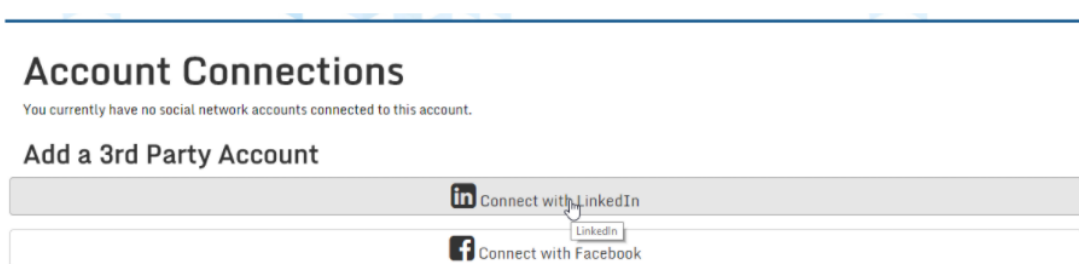 Account Connections
You currently have no social network accounts connected to this account.
Add a 3rd Party Account
in Connect with LinkedIn
LinkedIn
f Connect with Facebook